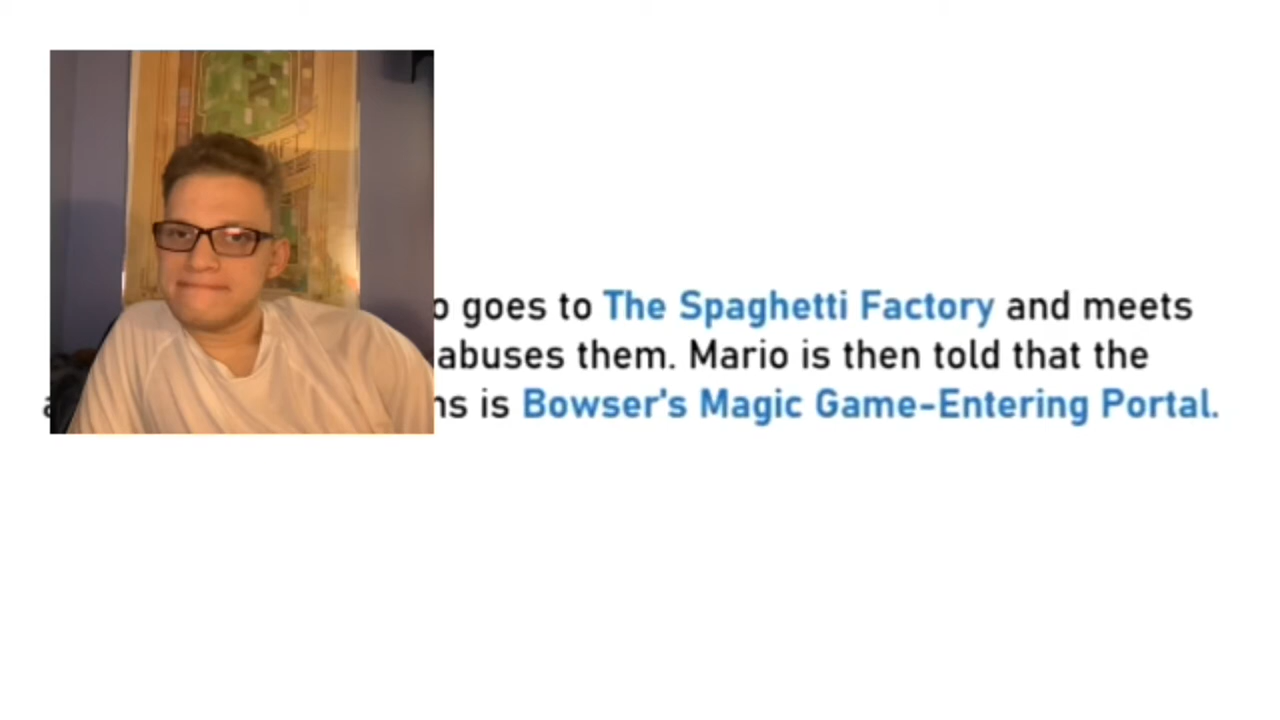 goes to The Spaghetti Factory and meets
abuses them. Mario is then told that the
is Bowser's Magic Game-Entering Portal.